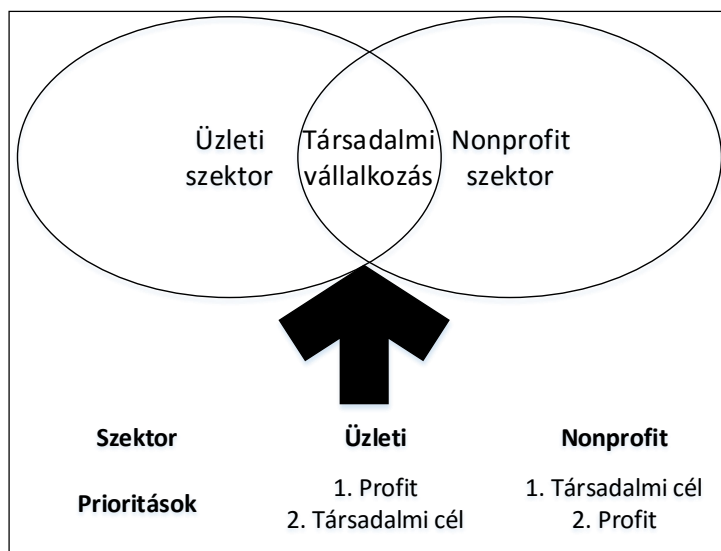 Üzleti
szektor
Társadalmi
vállalkozás
Nonprofit
szektor
Szektor Üzleti Nonprofit
Prioritások
1. Profit
2. Társadalmi cél
1. Társadalmi cél
2. Profit